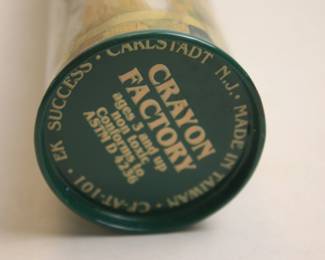 EK SUCCESS • CARLSTADT N.J. • MADE IN TAIWAN • CF-AT-101 •
CRAYON
FACTORY
ages 3 and up
non toxic
Conforms to
ASTM D 4236